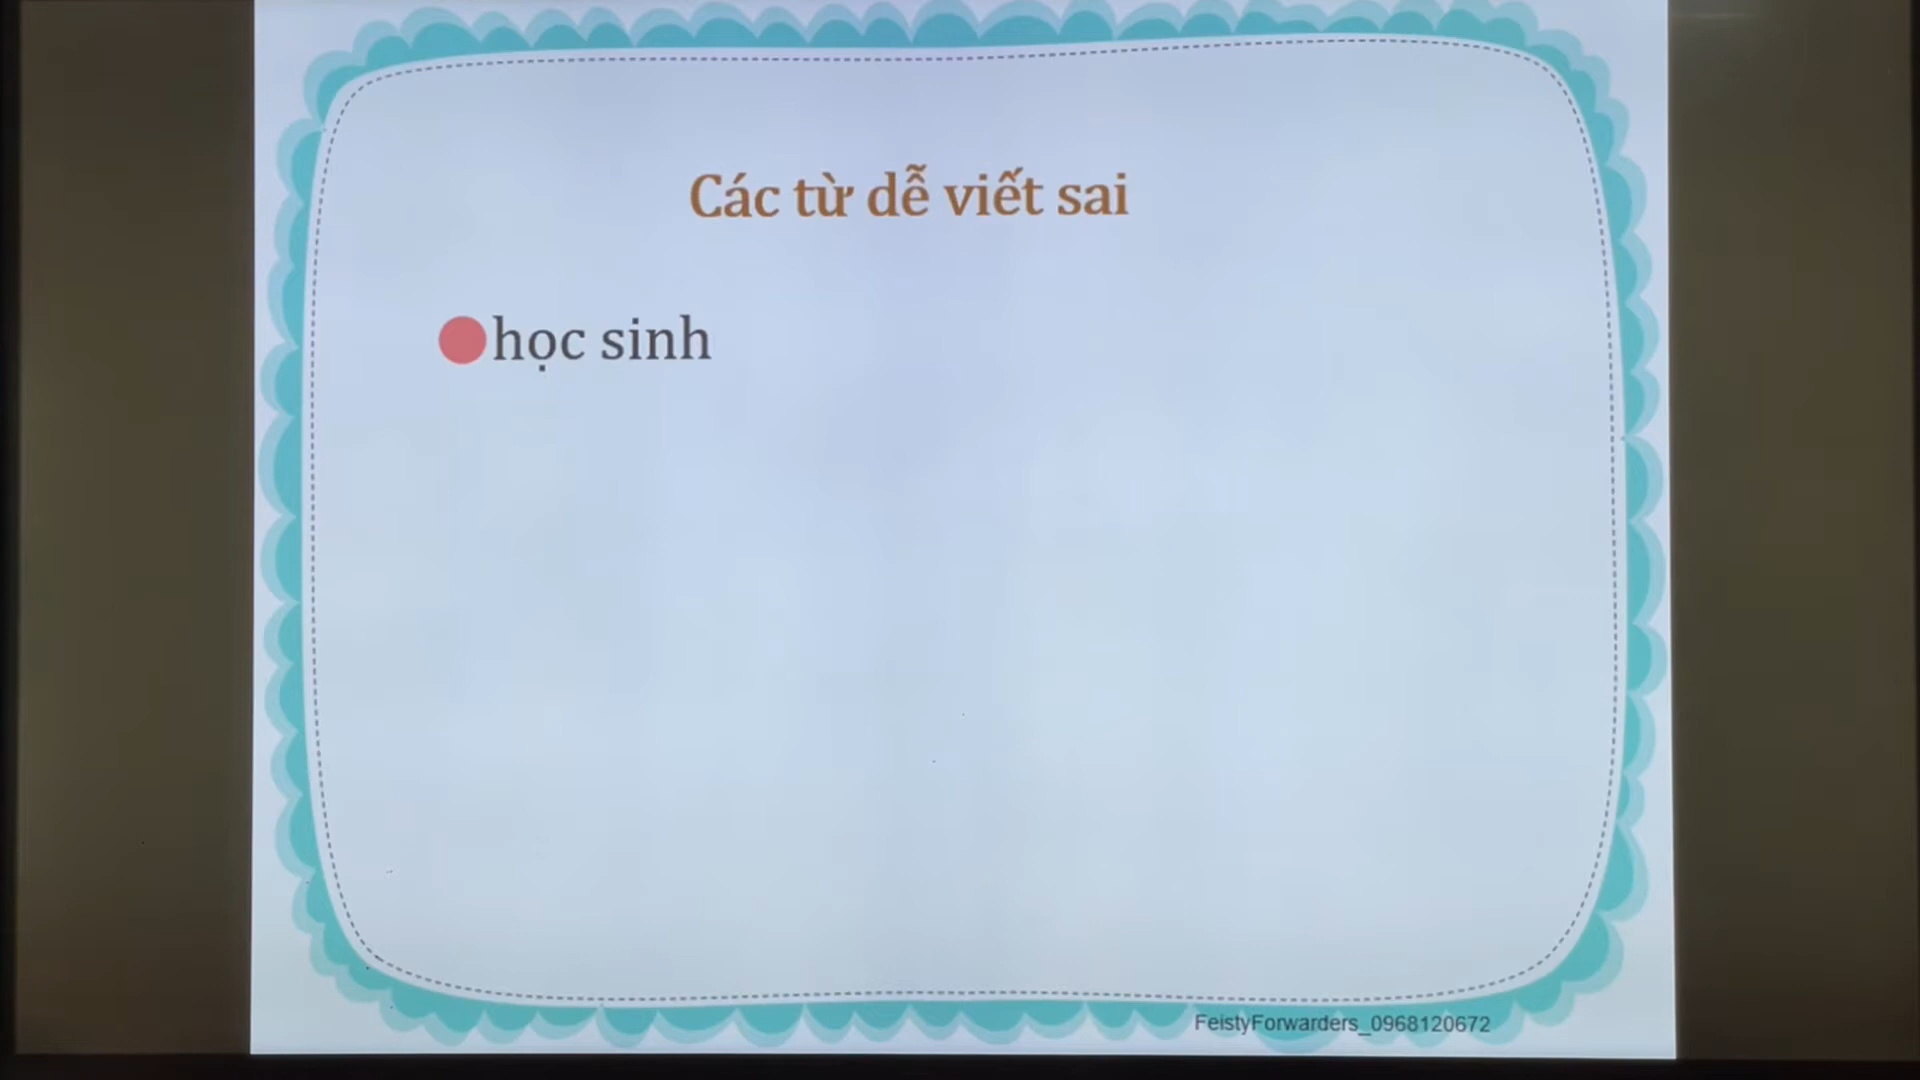 Các từ dễ viết sai
học sinh
FeistyForwarders_0968120672